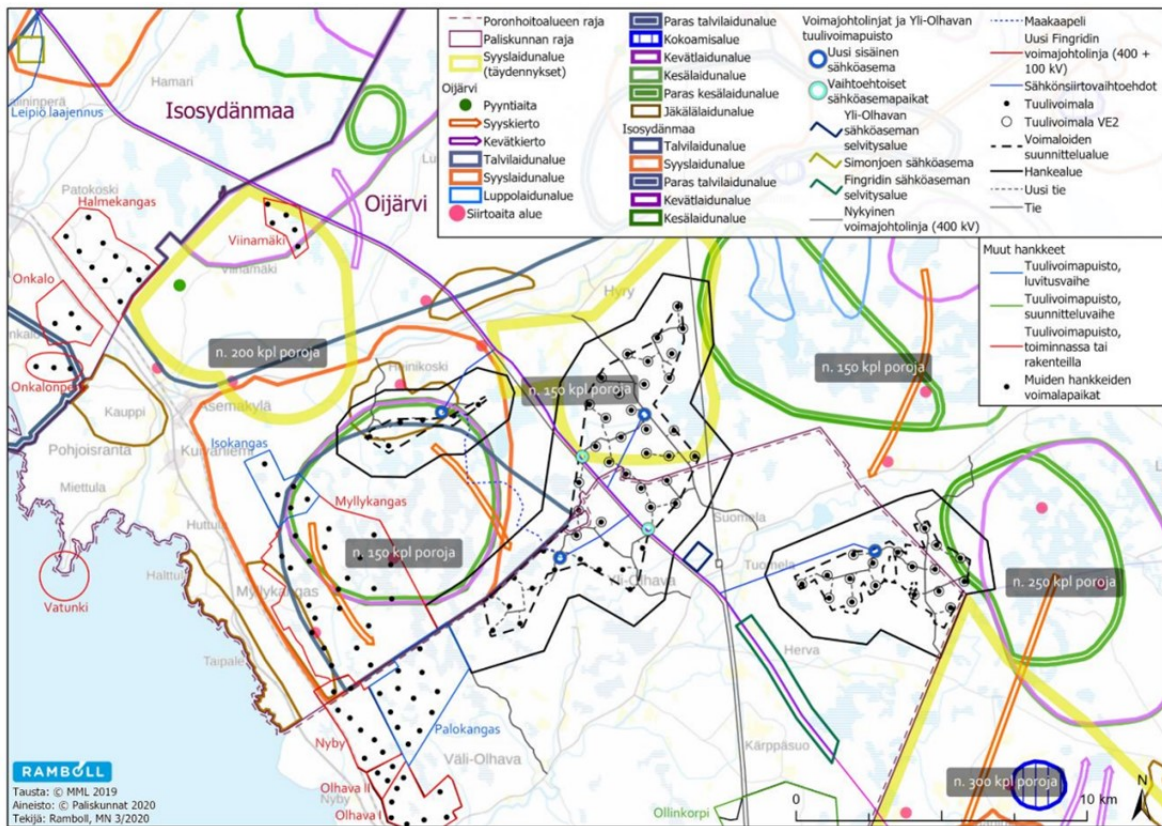 Poronhoitoalueen raja
Paliskunnan raja
Syyslaidunalue
(täydennykset)
Oijärvi
Pyyntiaita
Syyskierto
Kevätkierto
Talvilaidunalue
Syyslaidunalue
Luppolaidunalue
Siirtoaita alue
Paras talvilaidunalue
Kokoamisalue
Kevätlaidunalue
Kesälaidunalue
Paras kesälaidunalue
Jäkälälaidunalue
Isosydänmaa
Talvilaidunalue
Syyslaidunalue
Paras talvilaidunalue
Kevätlaidunalue
Kesälaidunalue
Voimajohtolinjat ja Yli-Olhavan
tuulivoimapuisto
Uusi sisäinen
sähköasema
Vaihtoehtoiset
sähköasemapaikat
Yli-Olhavan
sähköaseman
selvitysalue
Simonjoen sähköasema
Fingridin sähköaseman
selvitysalue
Nykyinen
voimajohtolinja (400 kV)
Maakaapeli
Uusi Fingridin
voimajohtolinja (400 +
100 kV)
Sähkönsiirtovaihtoehdot
Tuulivoimala
Tuulivoimala VE2
Voimaloiden
suunnittelualue
Hankealue
Uusi tie
Tie
Muut hankkeet
Tuulivoimapuisto,
luvitusvaihe
Tuulivoimapuisto,
suunnitteluvaihe
Tuulivoimapuisto,
toiminnassa tai
rakenteilla
Muiden hankkeiden
voimalapaikat
Hamari
Leipiö laajennus
Isosydänmaa
Patokoski
Halmekangas
Oijärvi
Viinamäki
Viinamäki
Onkalo
Hyry
n. 200 kpl poroja
n. 150 kpl poroja
n. 150 kpl poroja
Kauppi
Asemakylä
Pohjoisranta
Kuivaniemi
Isokangas
Miettula
Myllykangas
Huttula
Suomela
n. 150 kpl poroja
Tuomela
Yli-Olhava
n. 250 kpl poroja
Vatunki
Myllykangas
Taipale
Herva
Palokangas
Nyby
Väli-Olhava
Kärppäsuo
n. 300 kpl poroja
Nyby
Olhava II
Olhava I
Ollinkorpi
0
10 km
N
RAMBOLL
Tausta: © MML 2019
Aineisto: © Paliskunnat 2020
Tekijä: Ramboll, MN 3/2020